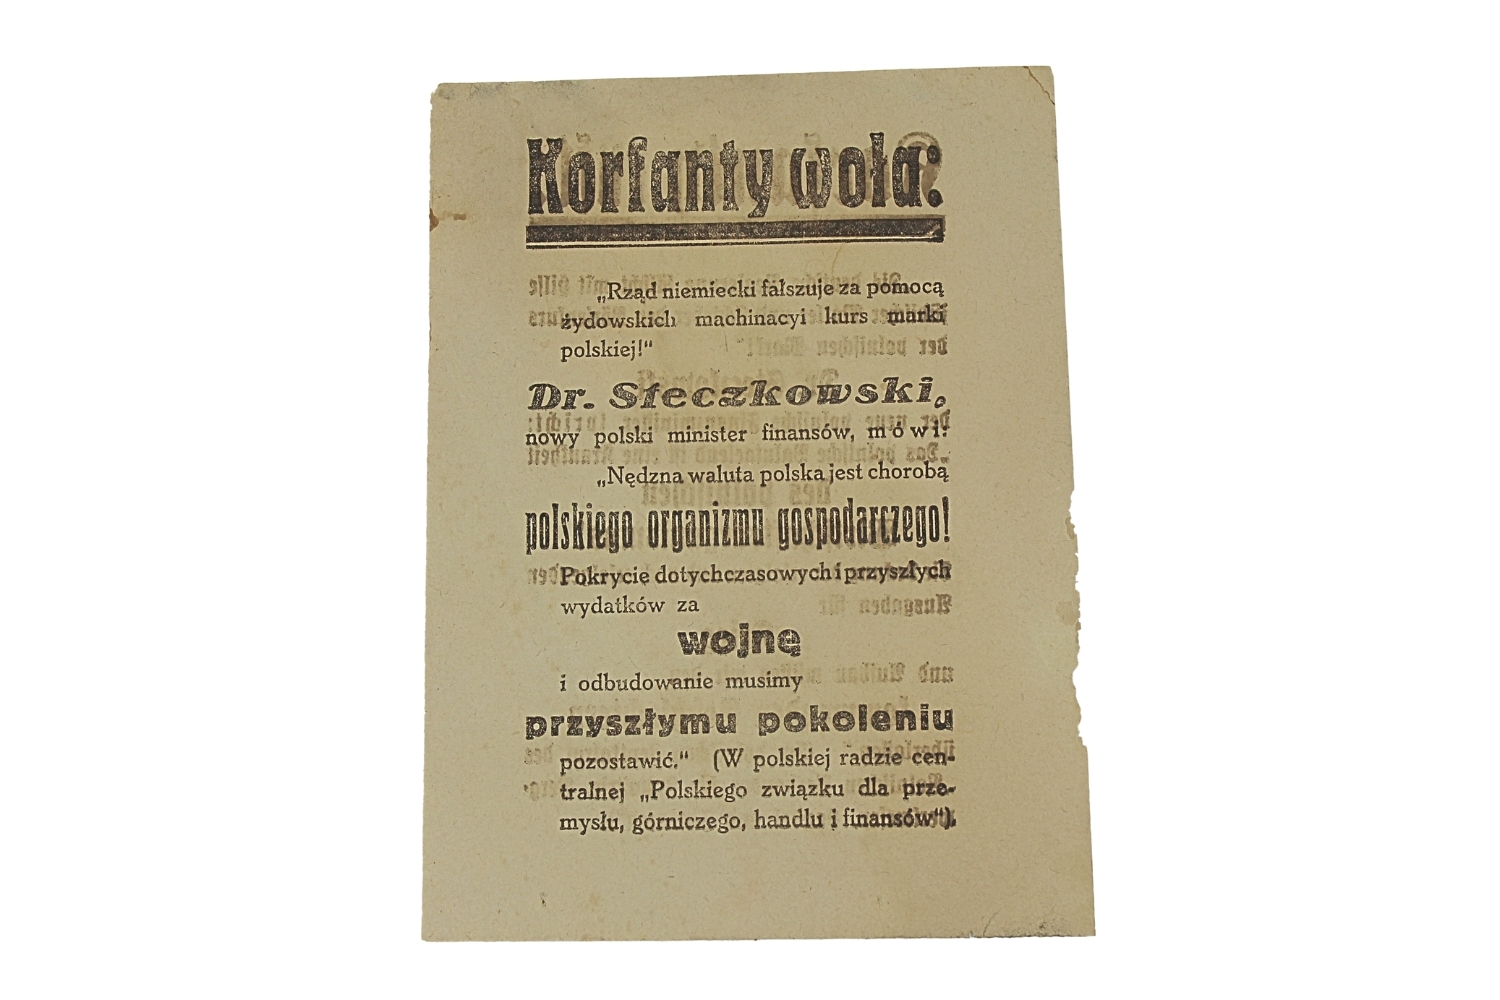 Korfanty woła:
„Rząd niemiecki fałszuje za pomocą
żydowskich machinacyi kurs marki
polskiej!“
Dr. Steczkowski,
nowy polski minister finansów, mówi:
„Nędzna waluta polska jest chorobą
polskiego organizmu gospodarczego!
Pokrycie dotychczasowych i przyszłych
wydatków za
wojnę
i odbudowanie musimy
przyszłymu pokoleniu
pozostawić.“ (W polskiej radzie cen-
tralnej „Polskiego związku dla prze-
mysłu, górniczego, handlu i finansów“).